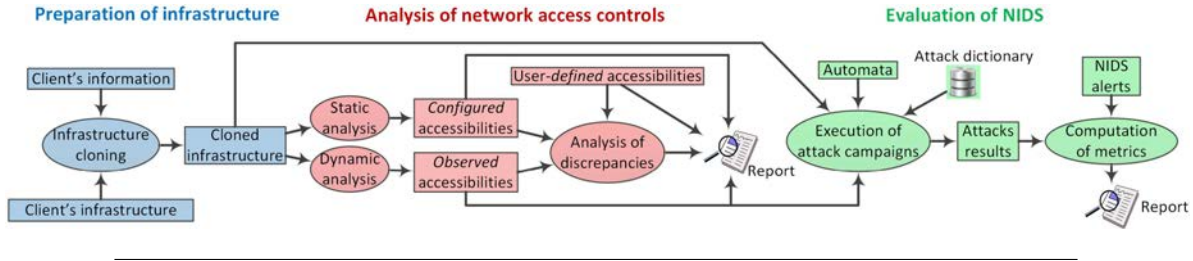 Preparation of infrastructure
Analysis of network access controls
Evaluation of NIDS
Client's information
Infrastructure
cloning
Client's infrastructure
Cloned
infrastructure
Static
analysis
Dynamic
analysis
Configured
accessibilities
Observed
accessibilities
User-defined accessibilities
Analysis of
discrepancies
Report
Automata
Attack dictionary
Execution of
attack campaigns
Attacks
results
NIDS
alerts
Computation
of metrics
Report